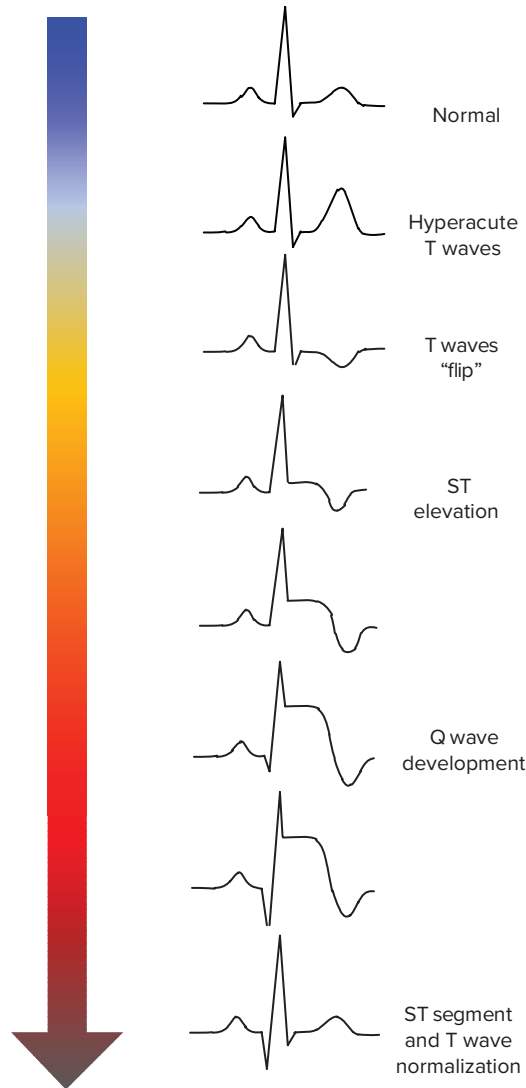 Normal
Hyperacute
T waves
T waves
“flip”
ST
elevation
Q wave
development
ST segment
and T wave
normalization